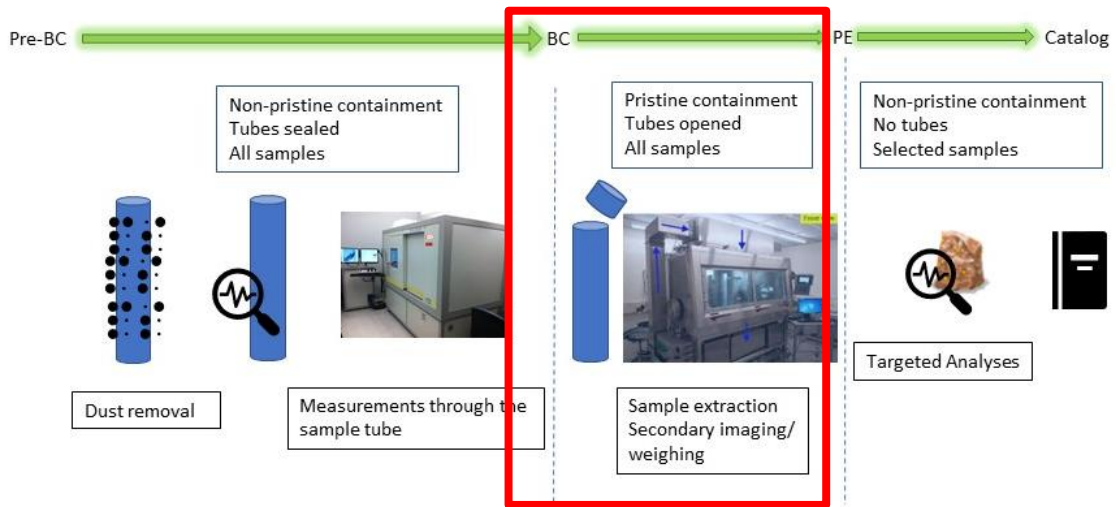 Pre-BC
BC
PE
Catalog
Non-pristine containment
Tubes sealed
All samples
Pristine containment
Tubes opened
All samples
Non-pristine containment
No tubes
Selected samples
Dust removal
Measurements through the
sample tube
Sample extraction
Secondary imaging/
weighing
Targeted Analyses